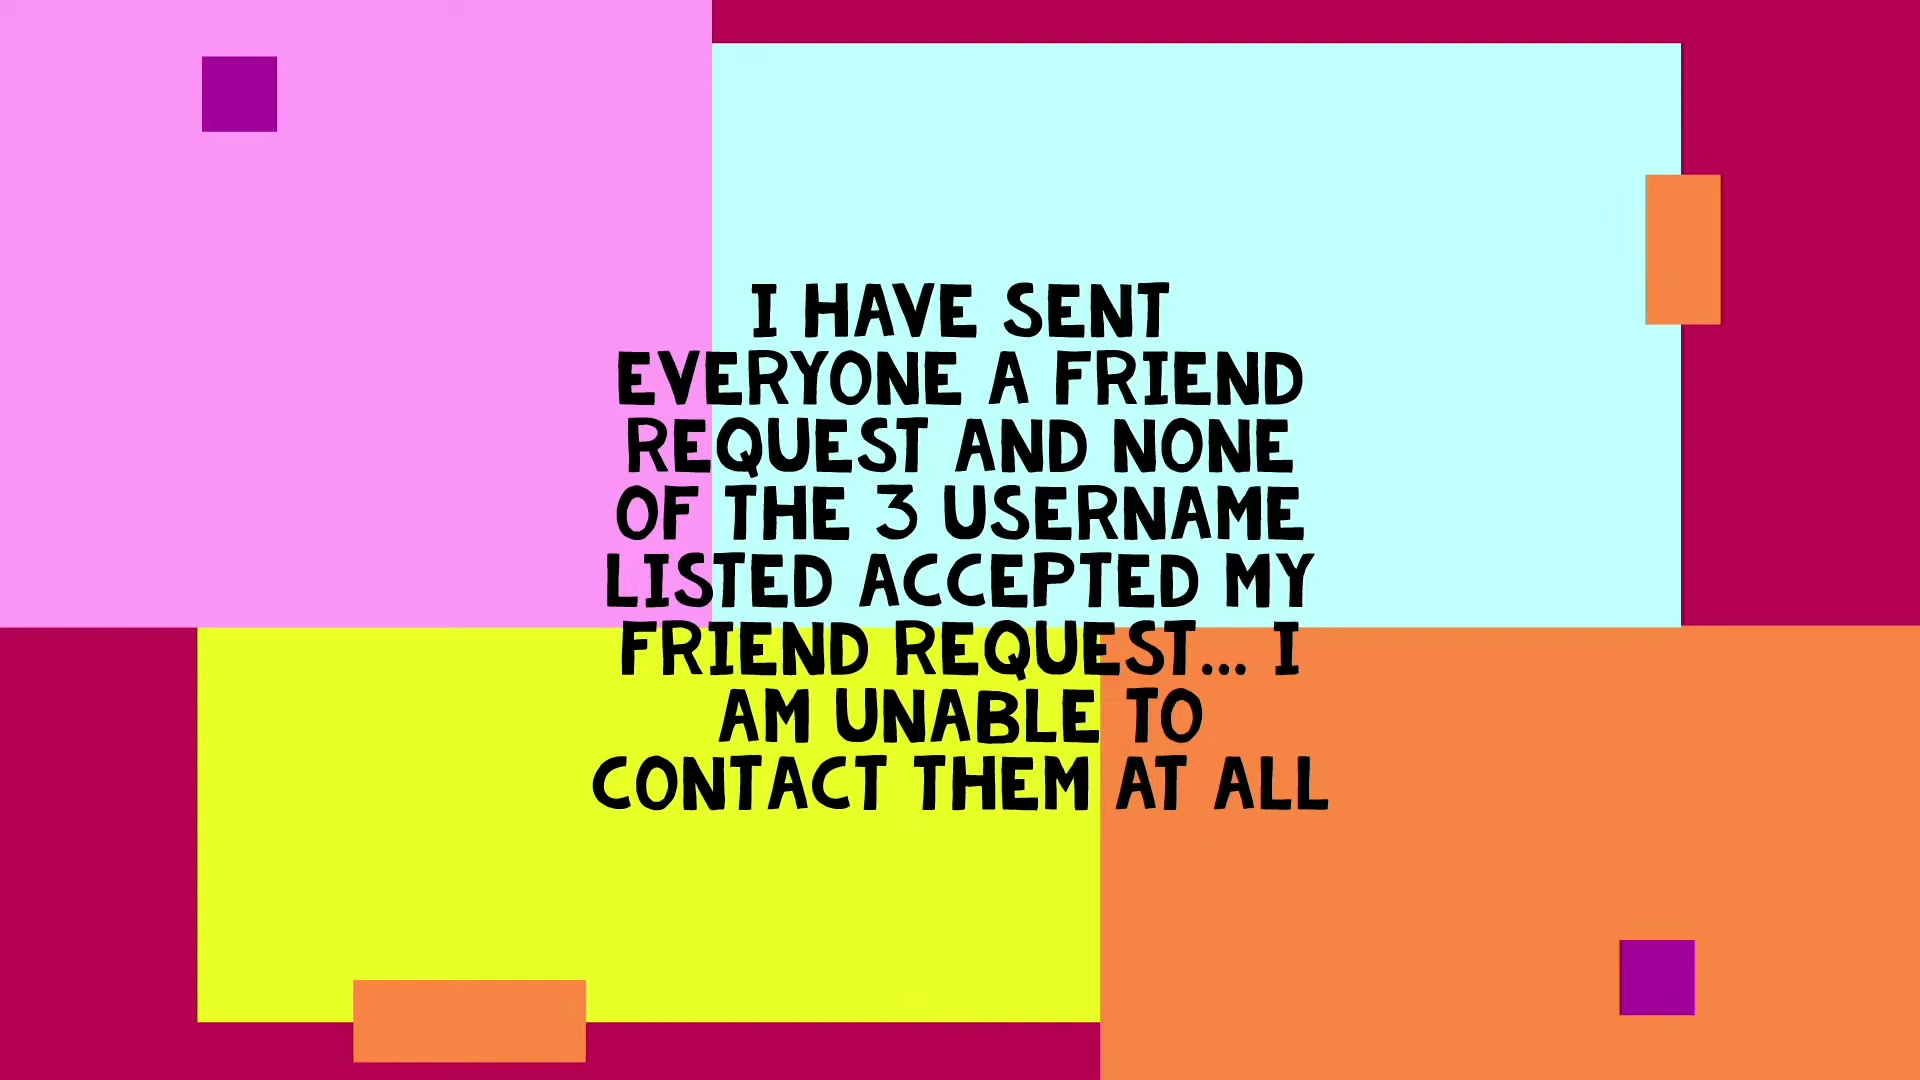 I HAVE SENT
EVERYONE A FRIEND
REQUEST AND NONE
OF THE 3 USERNAME
LISTED ACCEPTED MY
FRIEND REQUEST... I
AM UNABLE TO
CONTACT THEM AT ALL